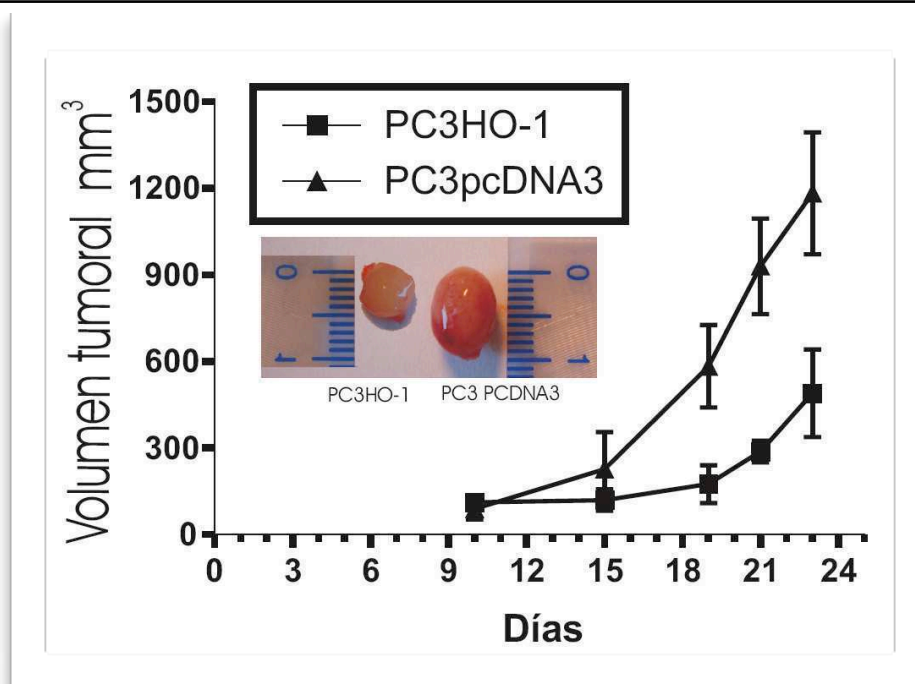 Volumen tumoral mm³
1500
1200
900
600
300
0
PC3HO-1
PC3pcDNA3
0
1
0
1
PC3HO-1
PC3 PCDNA3
0 3 6 9 12 15 18 21 24
Días